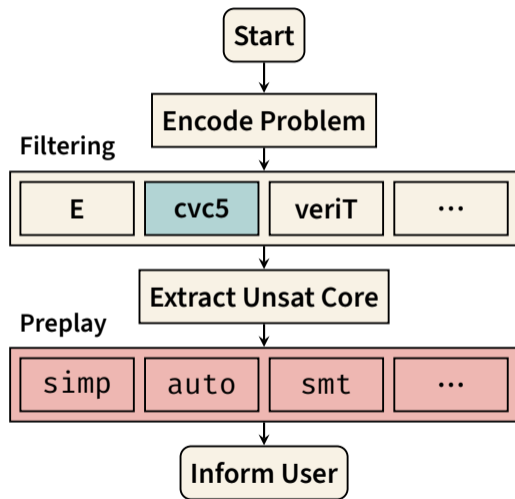 Start
Encode Problem
Filtering
E cvc5 veriT ⋯
Extract Unsat Core
Preplay
simp auto smt ⋯
Inform User